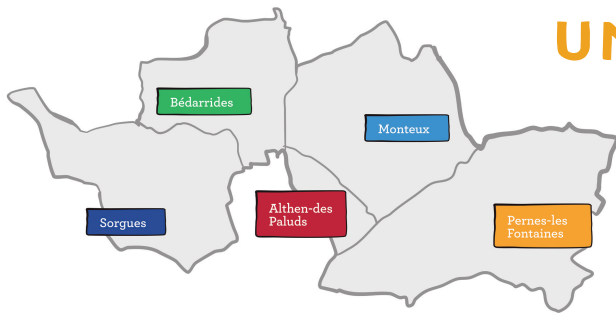 UN
Bédarrides
Monteux
Sorgues
Althen-des
Paluds
Pernes-les
Fontaines